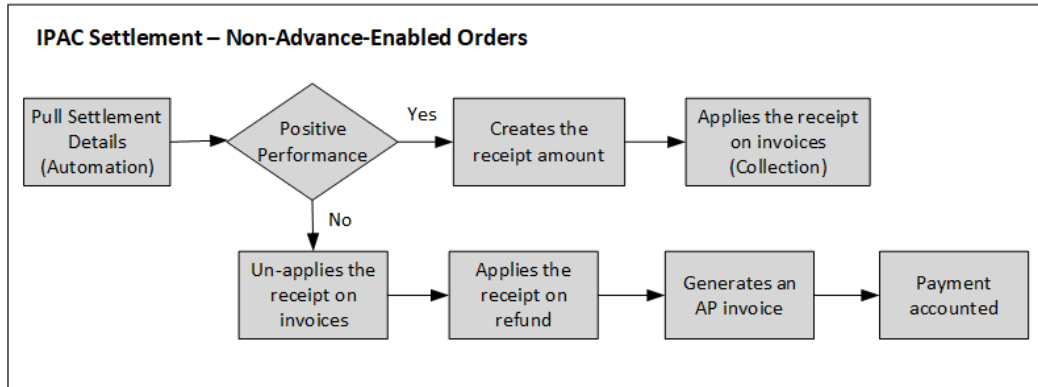 IPAC Settlement – Non-Advance-Enabled Orders
Pull Settlement
Details
(Automation)
Positive
Performance
Yes
Creates the
receipt amount
Applies the receipt
on invoices
(Collection)
No
Un-applies the
receipt on
invoices
Applies the
receipt on
refund
Generates an
AP invoice
Payment
accounted